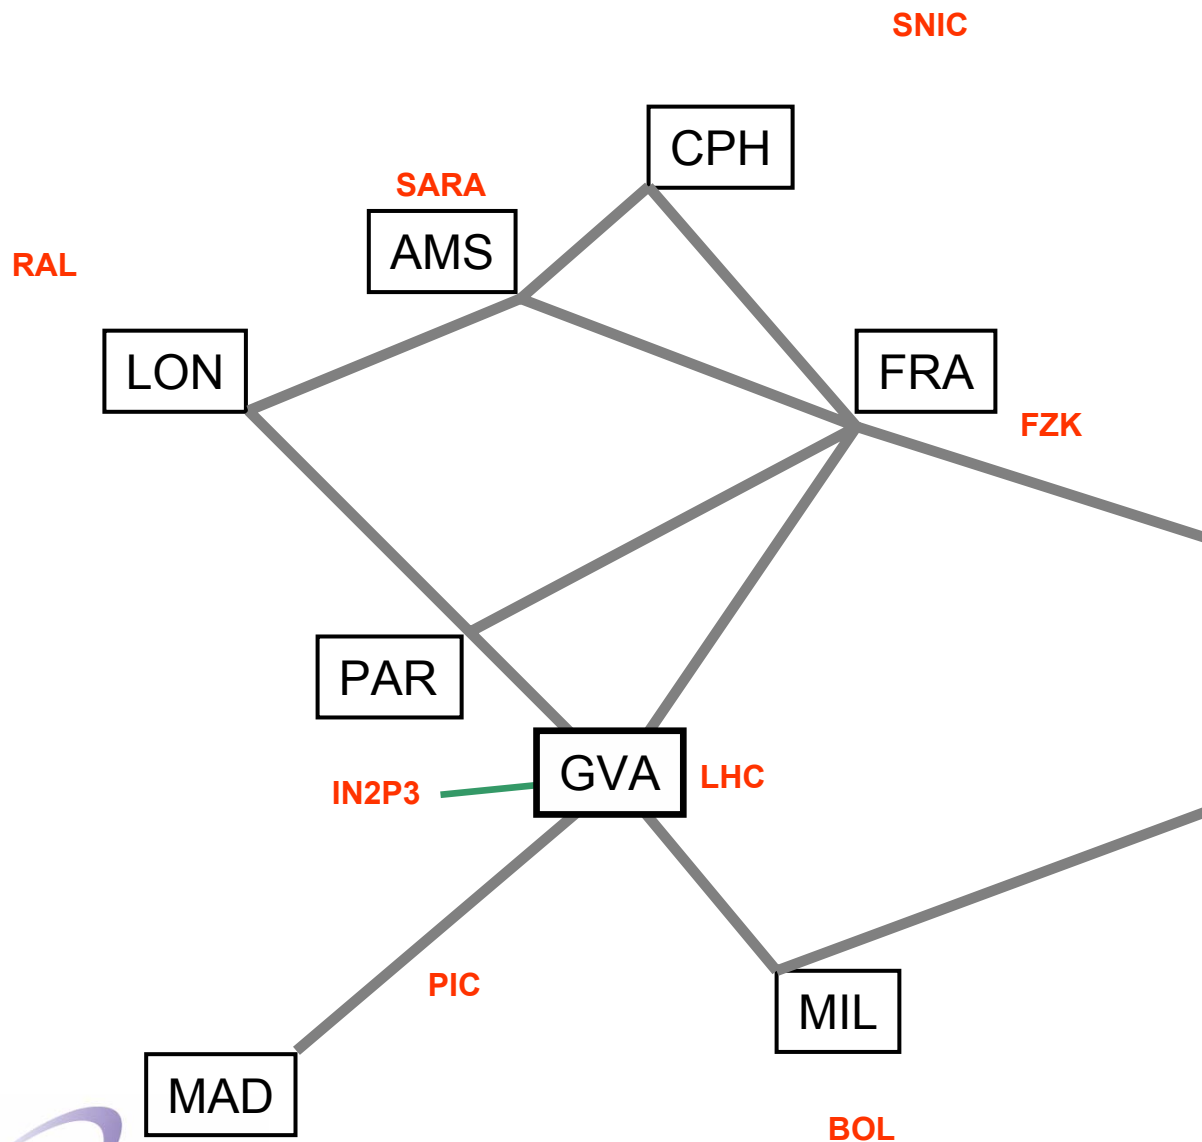 SNIC
CPH
SARA
AMS
RAL
LON
FRA
FZK
PAR
GVA
LHC
IN2P3
PIC
MIL
MAD
BOL